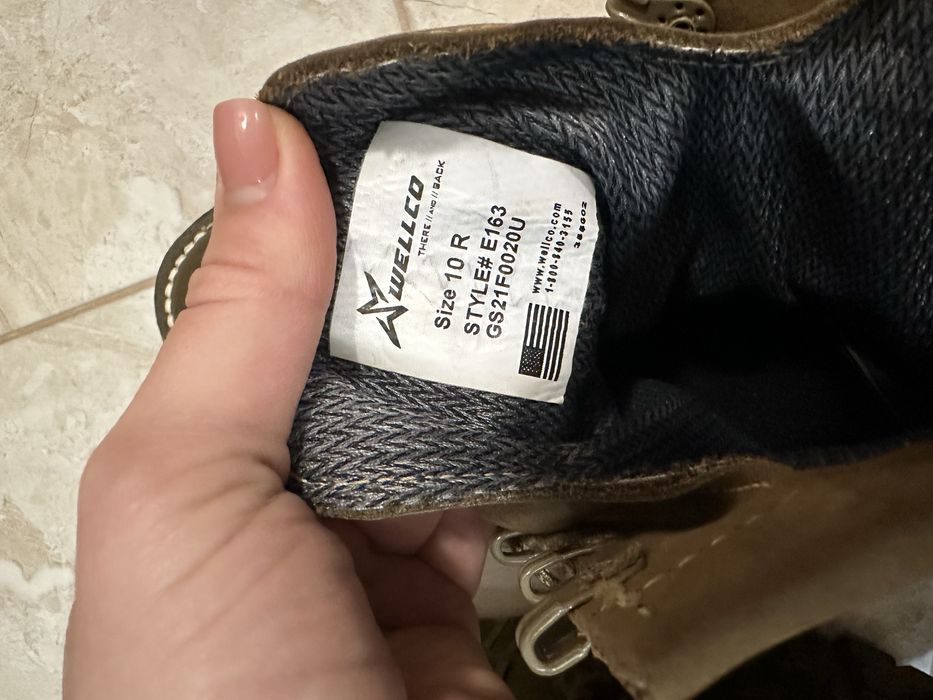 WELLCO
THERE // AND // BACK
Size 10 R
STYLE# E163
GS21F0020U
www.wellco.com
1-800-840-3155